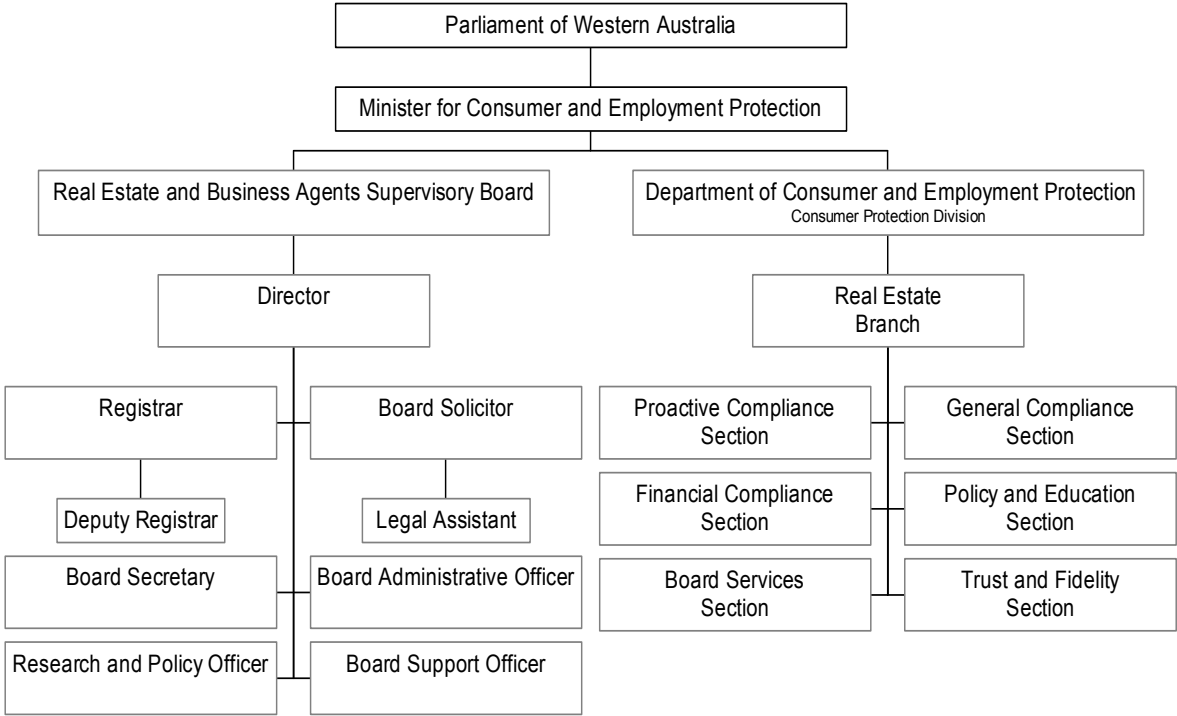 Parliament of Western Australia
Minister for Consumer and Employment Protection
Real Estate and Business Agents Supervisory Board
Department of Consumer and Employment Protection
Consumer Protection Division
Director
Real Estate
Branch
Registrar
Board Solicitor
Proactive Compliance
Section
General Compliance
Section
Deputy Registrar
Legal Assistant
Financial Compliance
Section
Policy and Education
Section
Board Secretary
Board Administrative Officer
Board Services
Section
Trust and Fidelity
Section
Research and Policy Officer
Board Support Officer